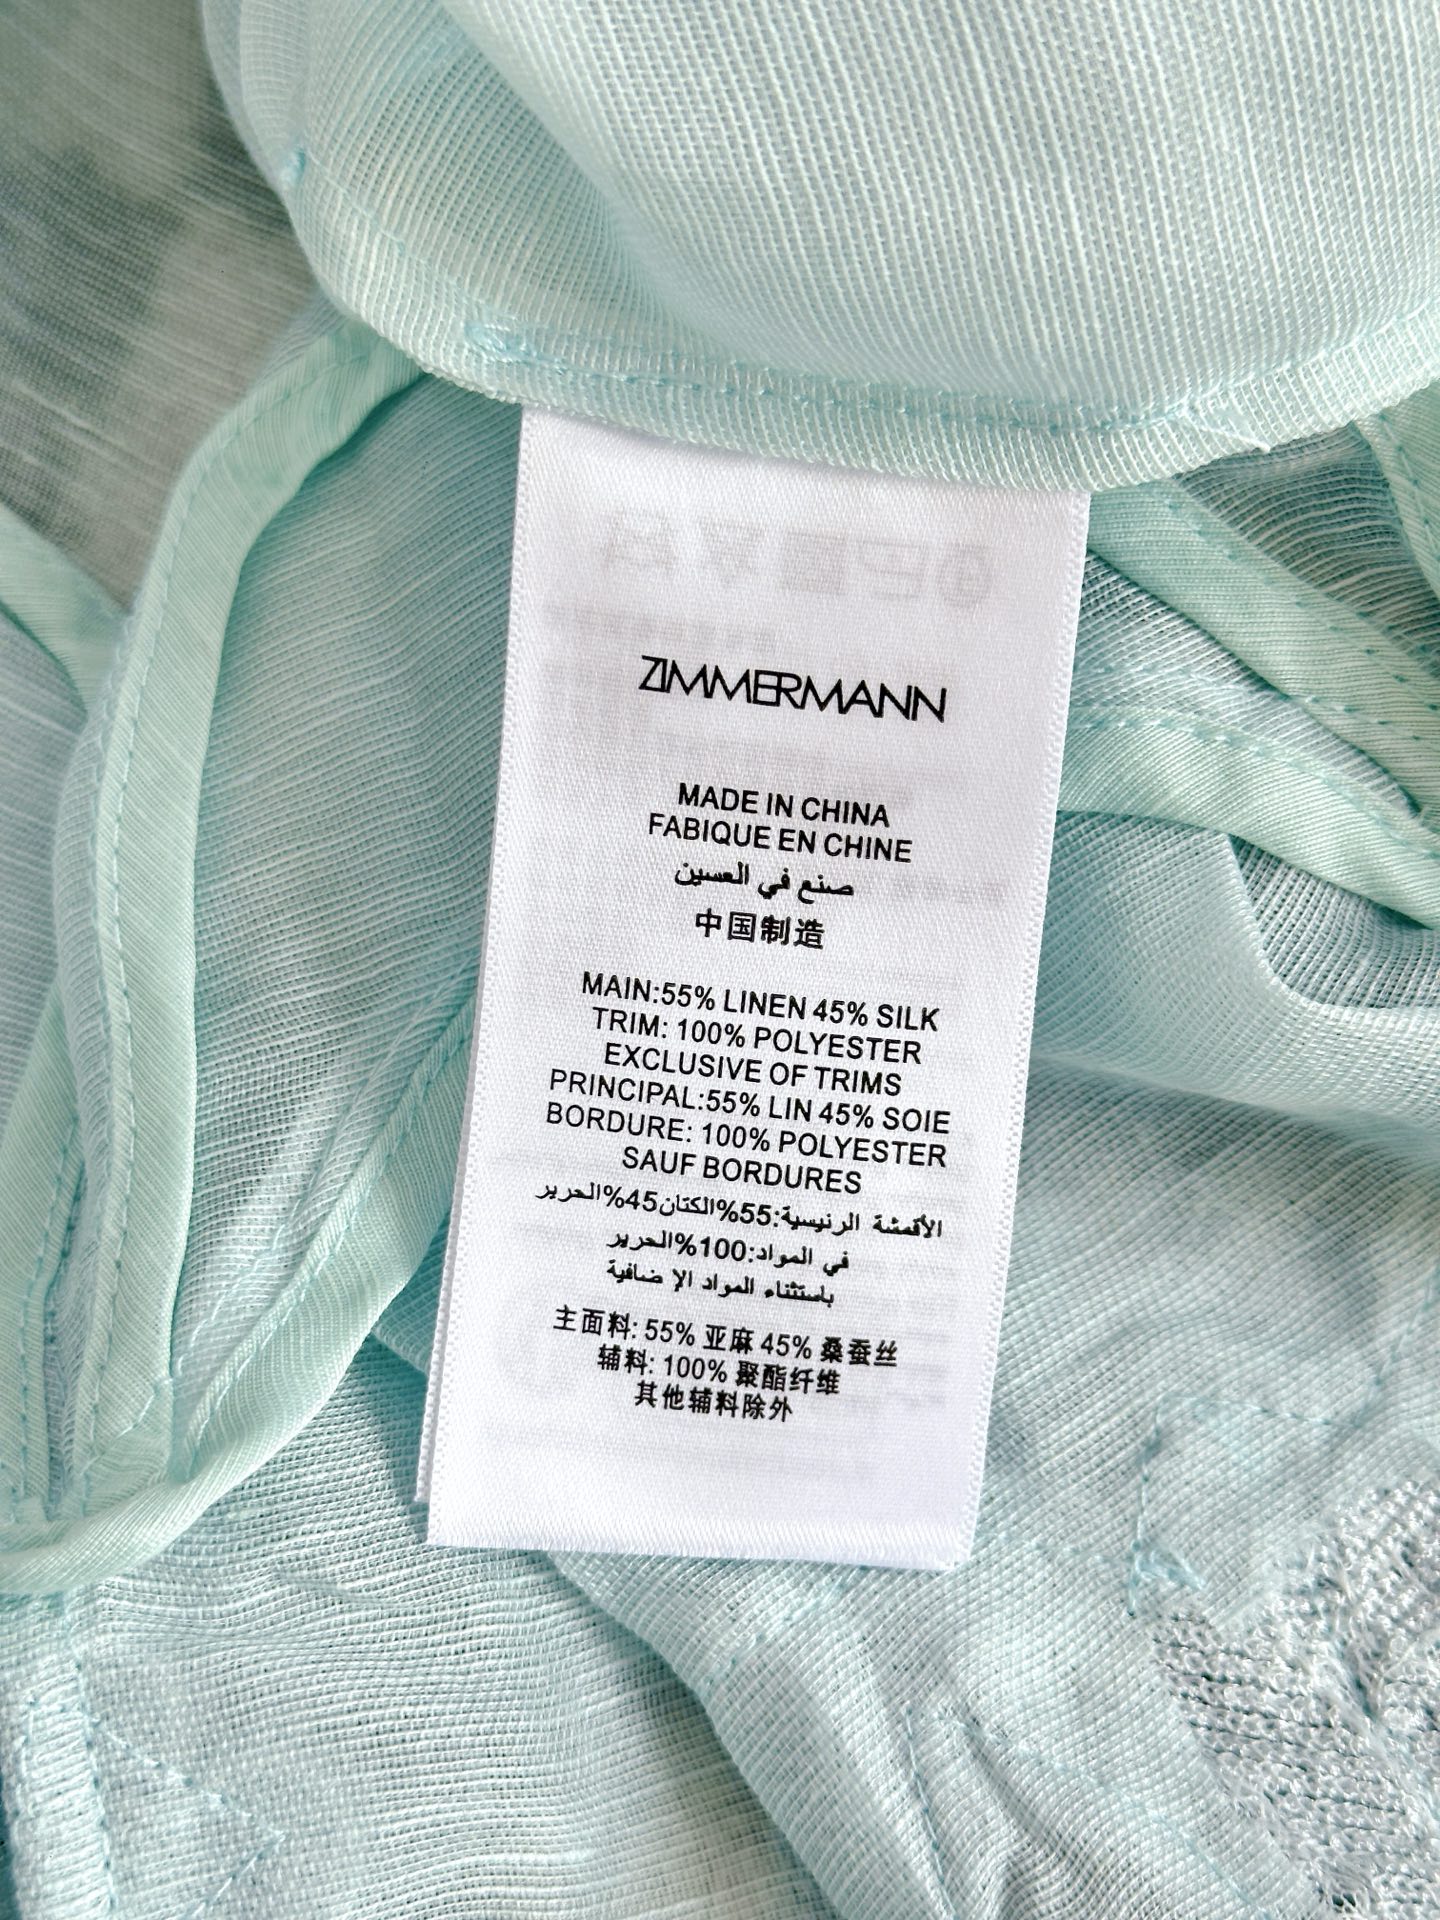 ZIMMERMANN
MADE IN CHINA
FABIQUE EN CHINE
صنع في العسين
中国制造
MAIN:55% LINEN 45% SILK
TRIM: 100% POLYESTER
EXCLUSIVE OF TRIMS
PRINCIPAL:55% LIN 45% SOIE
BORDURE: 100% POLYESTER
SAUF BORDURES
الأقمشة الرئيسية:55%الكتان45%الحرير
في المواد:100%الحرير
باستثناء المواد الإ ضافية
主面料: 55% 亚麻 45% 桑蚕丝
辅料: 100% 聚酯纤维
其他辅料除外